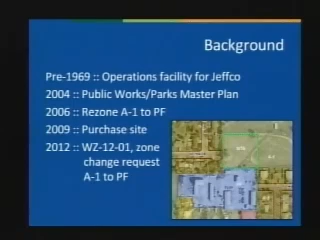 Background
Pre-1969 :: Operations facility for Jeffco
2004 :: Public Works/Parks Master Plan
2006 :: Rezone A-1 to PF
2009 :: Purchase site
2012 :: WZ-12-01, zone
change request
A-1 to PF